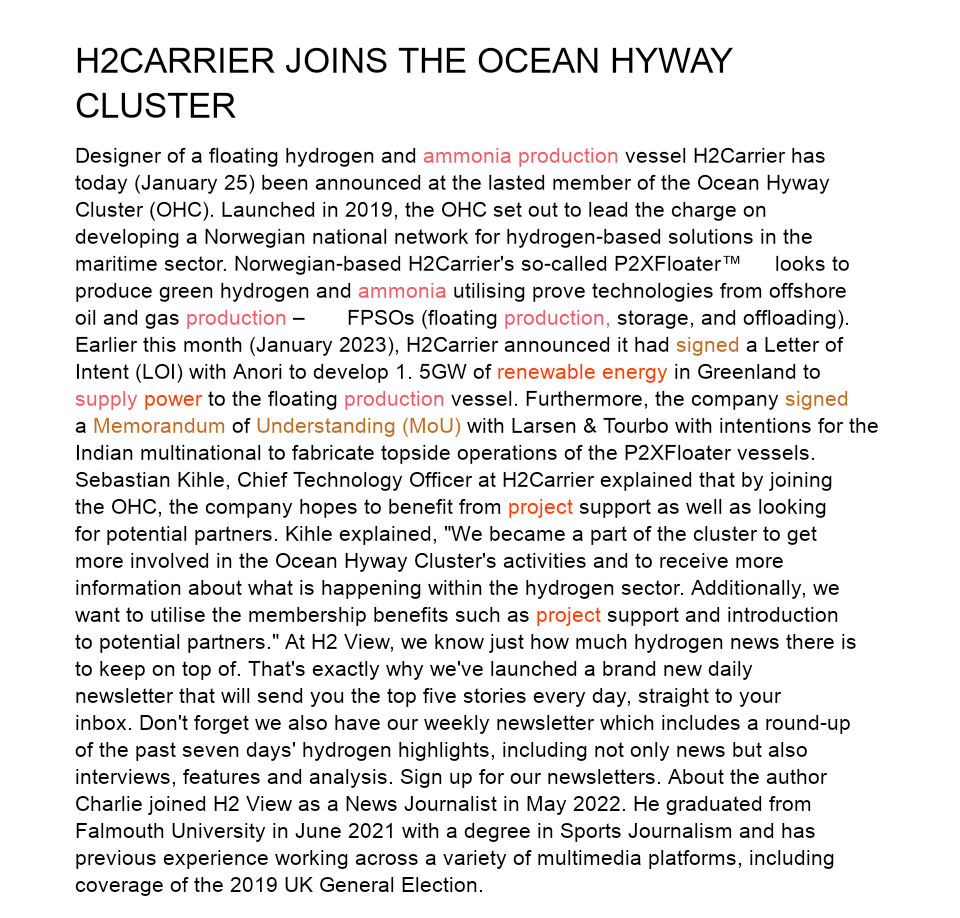 H2CARRIER JOINS THE OCEAN HYWAY
CLUSTER
Designer of a floating hydrogen and ammonia production vessel H2Carrier has
today (January 25) been announced at the lasted member of the Ocean Hyway
Cluster (OHC). Launched in 2019, the OHC set out to lead the charge on
developing a Norwegian national network for hydrogen-based solutions in the
maritime sector. Norwegian-based H2Carrier's so-called P2XFloater™ looks to
produce green hydrogen and ammonia utilising prove technologies from offshore
oil and gas production – FPSOs (floating production, storage, and offloading).
Earlier this month (January 2023), H2Carrier announced it had signed a Letter of
Intent (LOI) with Anori to develop 1. 5GW of renewable energy in Greenland to
supply power to the floating production vessel. Furthermore, the company signed
a Memorandum of Understanding (MoU) with Larsen & Tourbo with intentions for the
Indian multinational to fabricate topside operations of the P2XFloater vessels.
Sebastian Kihle, Chief Technology Officer at H2Carrier explained that by joining
the OHC, the company hopes to benefit from project support as well as looking
for potential partners. Kihle explained, "We became a part of the cluster to get
more involved in the Ocean Hyway Cluster's activities and to receive more
information about what is happening within the hydrogen sector. Additionally, we
want to utilise the membership benefits such as project support and introduction
to potential partners." At H2 View, we know just how much hydrogen news there is
to keep on top of. That's exactly why we've launched a brand new daily
newsletter that will send you the top five stories every day, straight to your
inbox. Don't forget we also have our weekly newsletter which includes a round-up
of the past seven days' hydrogen highlights, including not only news but also
interviews, features and analysis. Sign up for our newsletters. About the author
Charlie joined H2 View as a News Journalist in May 2022. He graduated from
Falmouth University in June 2021 with a degree in Sports Journalism and has
previous experience working across a variety of multimedia platforms, including
coverage of the 2019 UK General Election.